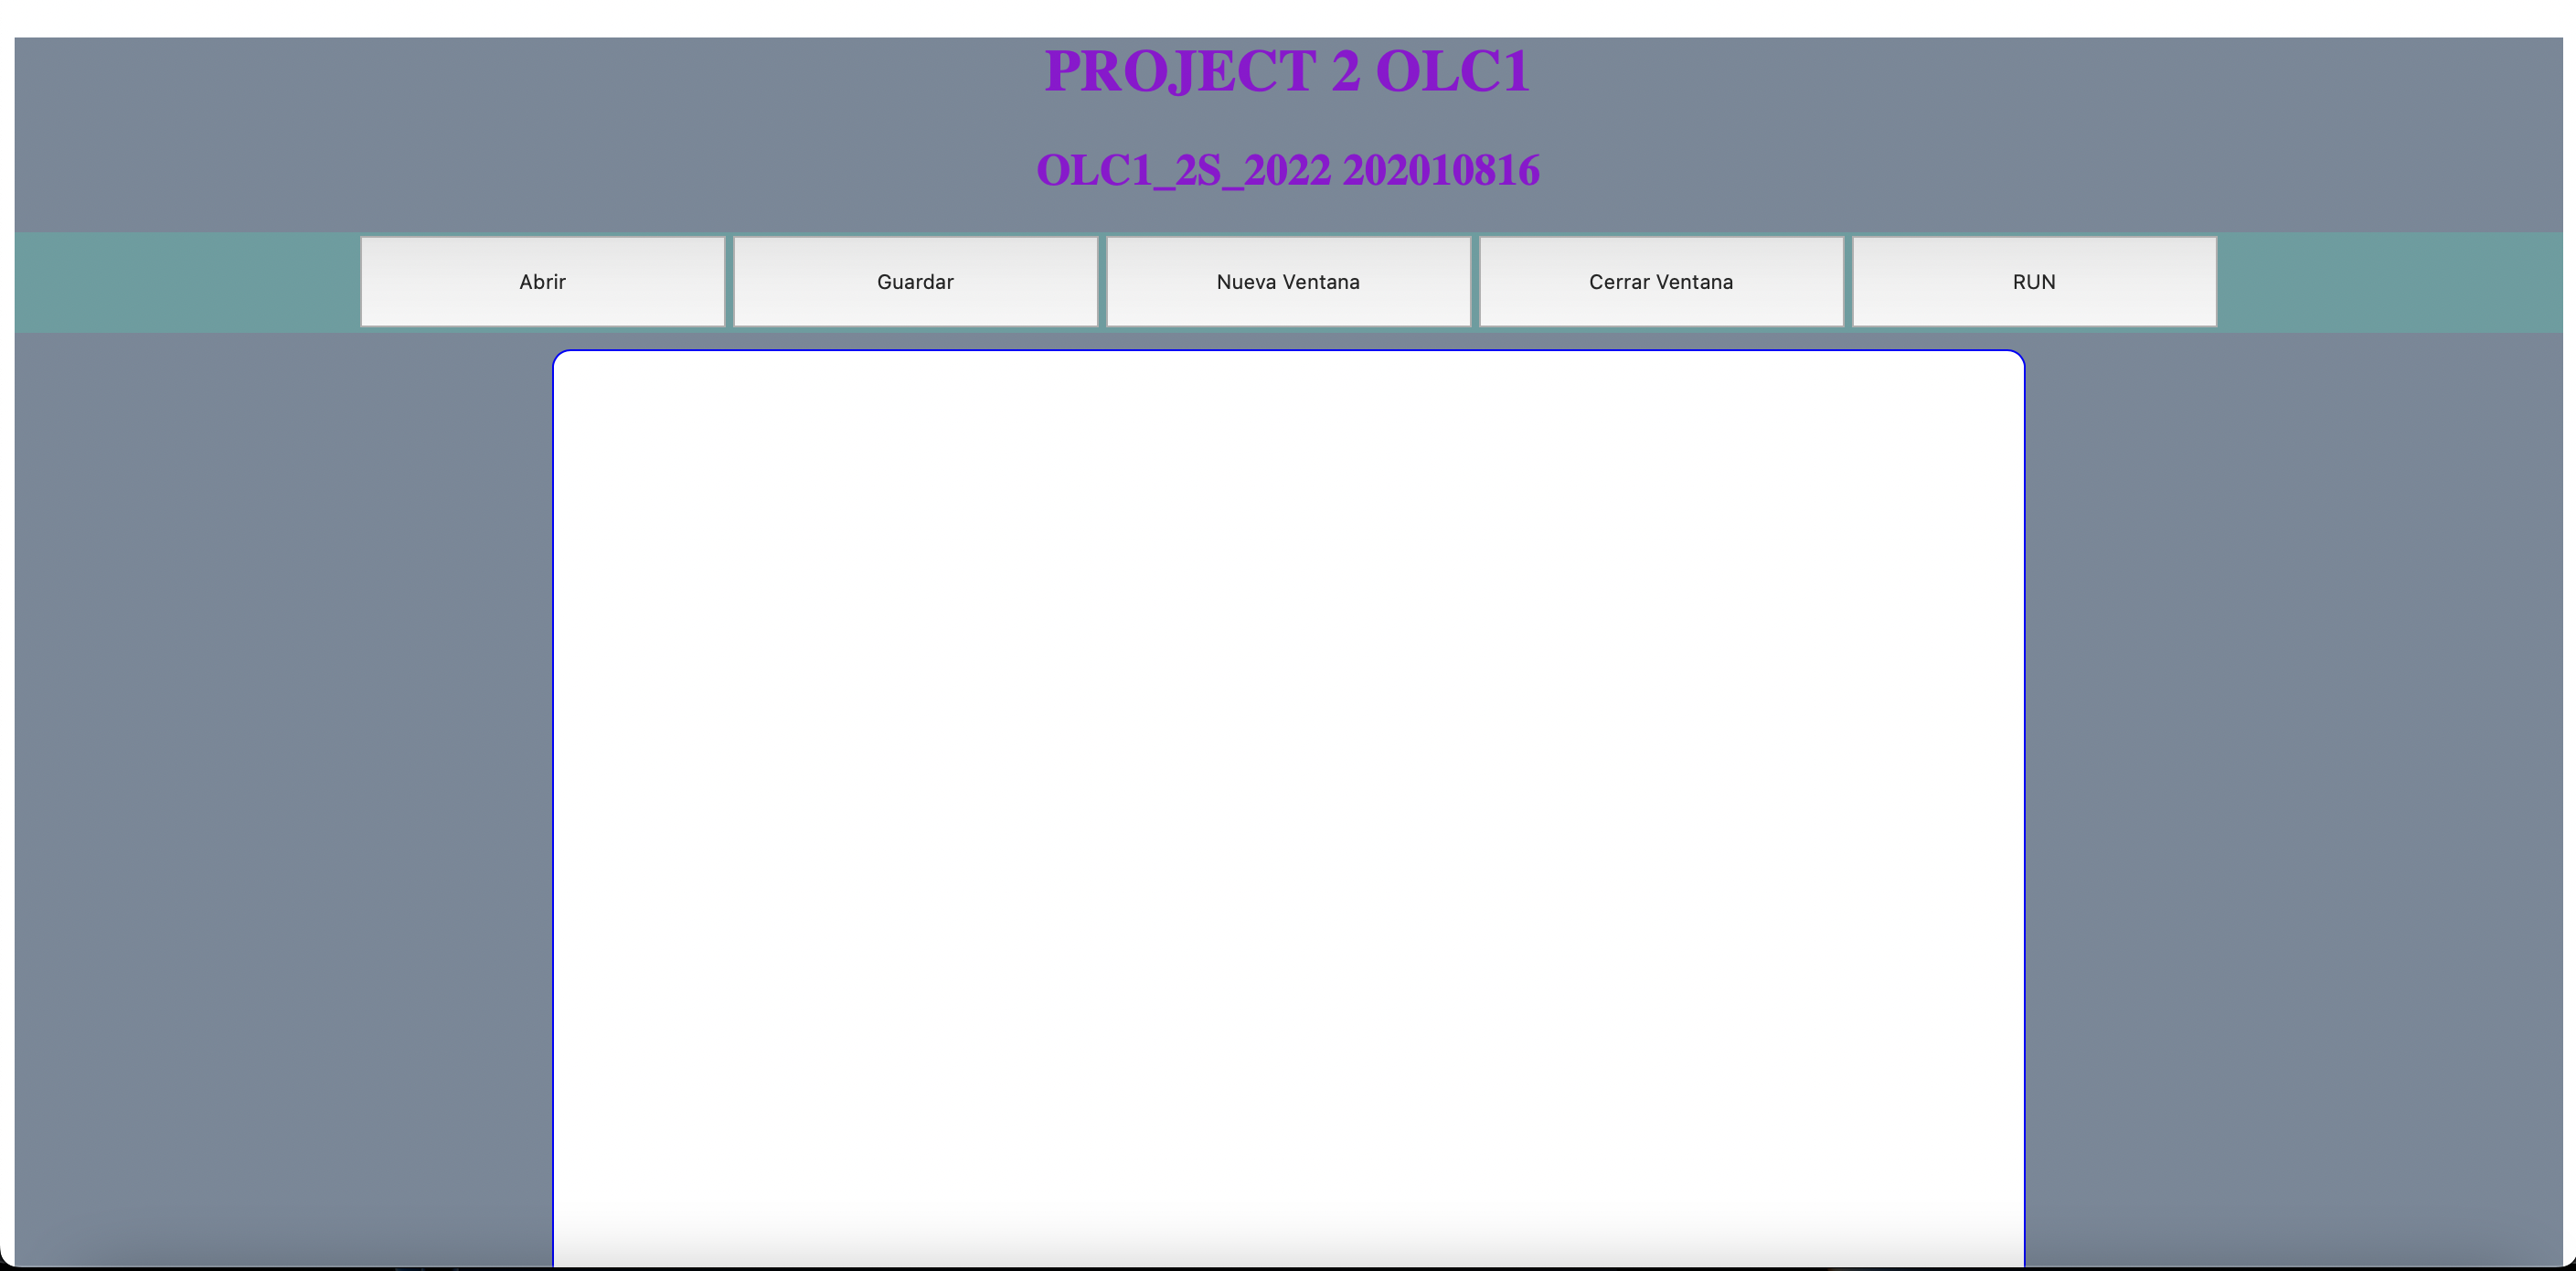 PROJECT 2 OLC1
OLC1_2S_2022 202010816
Abrir Guardar Nueva Ventana Cerrar Ventana RUN